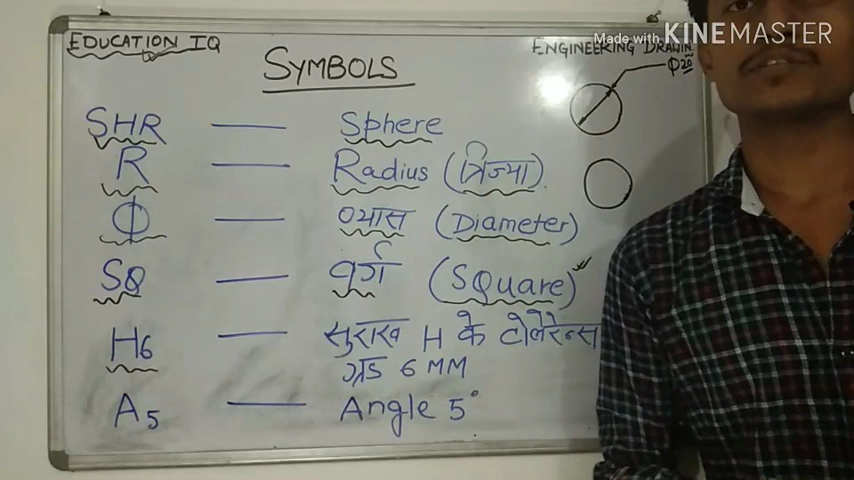 Made with KINEMASTER
EDUCATION IQ
ENGINEERING DRAWIN
SYMBOLS
Φ20
SHR — Sphere
R — Radius (त्रिज्या).
Φ — व्यास (Diameter)
SQ — वर्ग (SQuare)
H6 — सुराख H के टोलेरेन्स
ग्रड 6 MM
A5 — Angle 5°